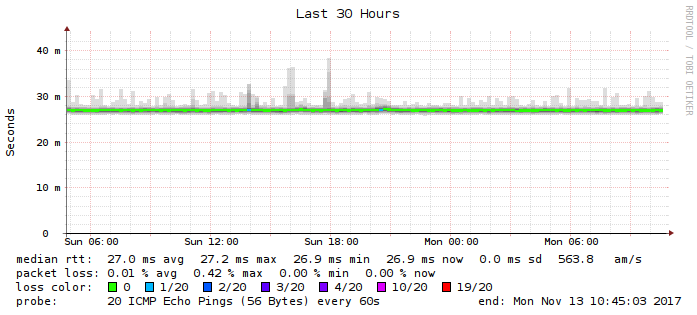 Last 30 Hours
RRDTOOL / TOBI OETIKER
Seconds
40 m
30 m
20 m
10 m
0
Sun 06:00 Sun 12:00 Sun 18:00 Mon 00:00 Mon 06:00
median rtt: 27.0 ms avg 27.2 ms max 26.9 ms min 26.9 ms now 0.0 ms sd 563.8 am/s
packet loss: 0.01 % avg 0.42 % max 0.00 % min 0.00 % now
loss color: 0 1/20 2/20 3/20 4/20 10/20 19/20
probe: 20 ICMP Echo Pings (56 Bytes) every 60s end: Mon Nov 13 10:45:03 2017